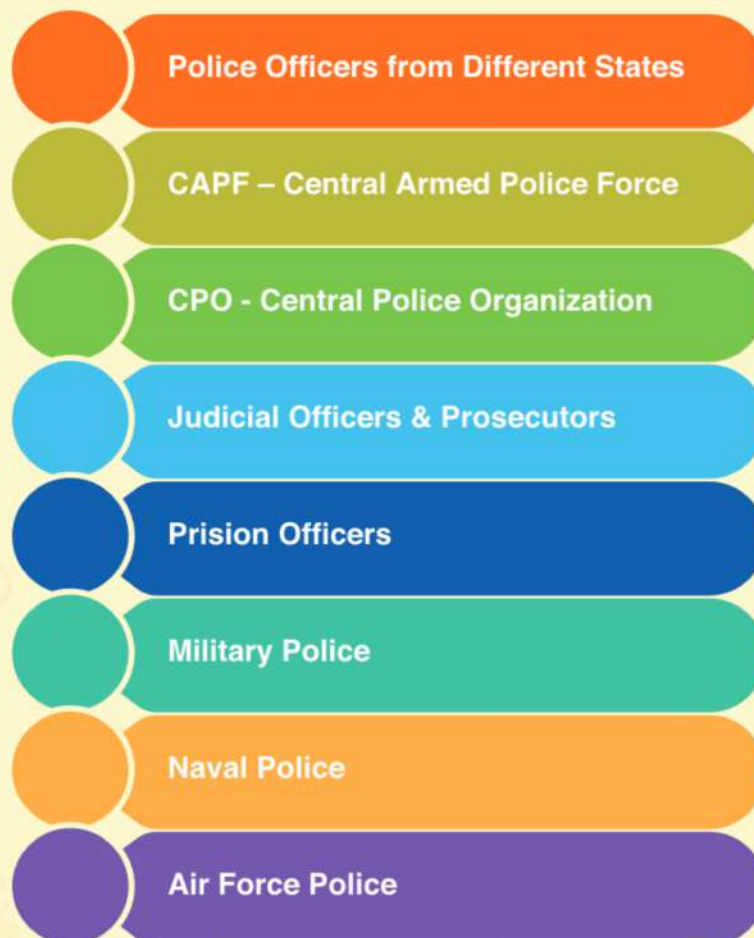 Police Officers from Different States
CAPF – Central Armed Police Force
CPO - Central Police Organization
Judicial Officers & Prosecutors
Prision Officers
Military Police
Naval Police
Air Force Police